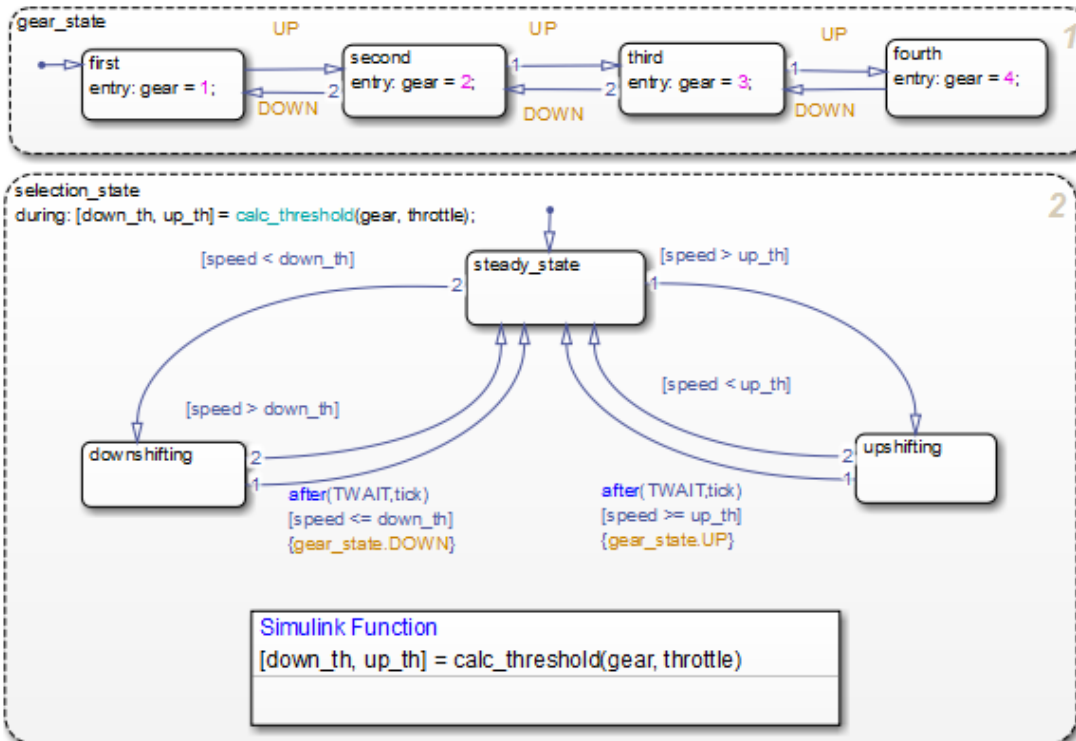 gear_state
1
UP
UP
UP
first
entry: gear = 1;
second
entry: gear = 2;
third
entry: gear = 3;
fourth
entry: gear = 4;
2
1
2
1
DOWN
DOWN
DOWN
selection_state
2
during: [down_th, up_th] = calc_threshold(gear, throttle);
[speed < down_th]
[speed > up_th]
steady_state
2
1
[speed > down_th]
[speed < up_th]
downshifting
upshifting
2
2
1
1
after(TWAIT,tick)
[speed <= down_th]
{gear_state.DOWN}
after(TWAIT,tick)
[speed >= up_th]
{gear_state.UP}
Simulink Function
[down_th, up_th] = calc_threshold(gear, throttle)